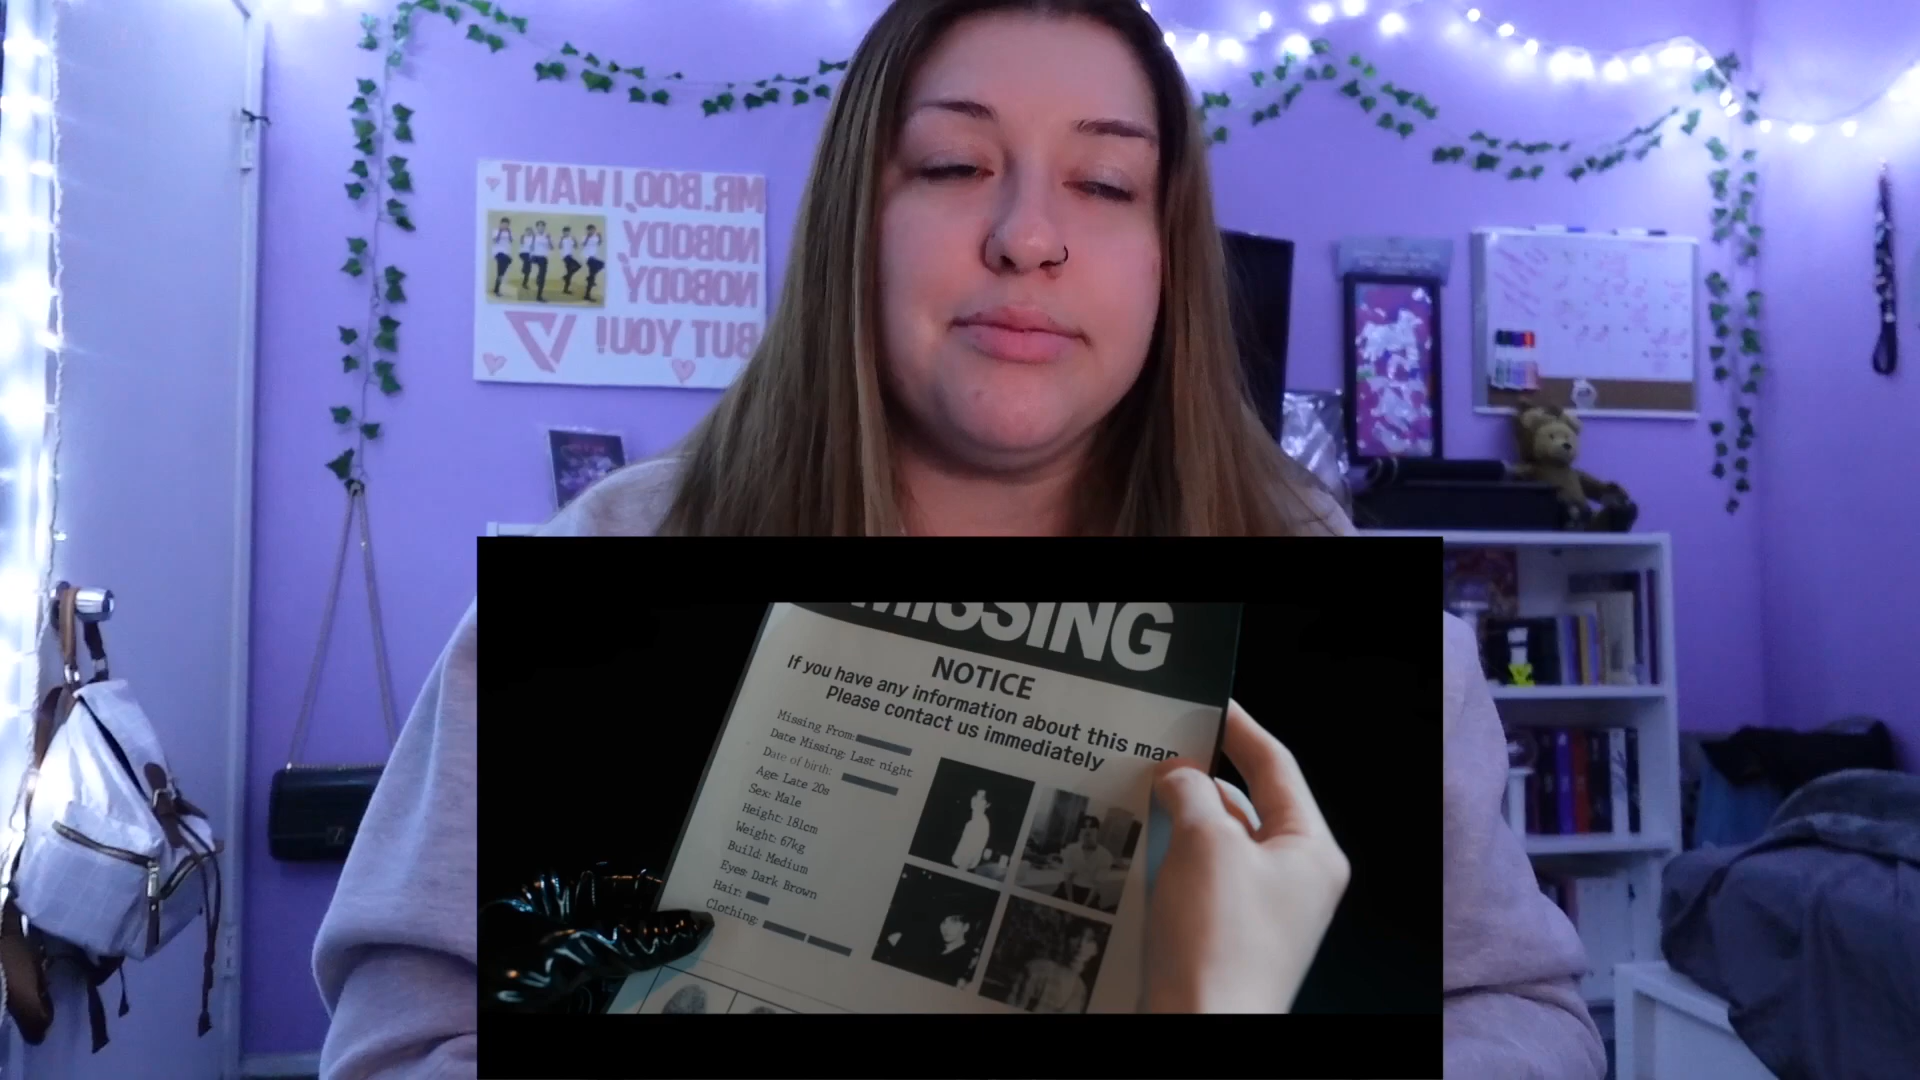 MR.BOO,I WANT
NOBODY,
NOBODY
BUT YOU!
MISSING
NOTICE
If you have any information about this man
Please contact us immediately
Missing From:
Date Missing: Last night
Date of birth:
Age: Late 20s
Sex: Male
Height: 181cm
Weight: 67kg
Build: Medium
Eyes: Dark Brown
Hair:
Clothing: